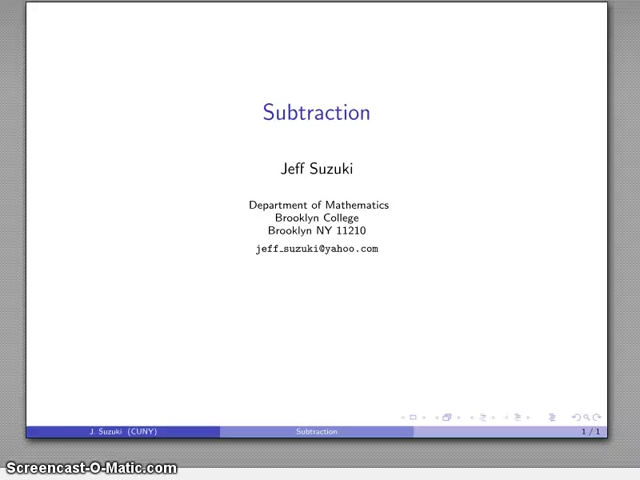 Subtraction
Jeff Suzuki
Department of Mathematics
Brooklyn College
Brooklyn NY 11210
jeff_suzuki@yahoo.com
J. Suzuki (CUNY) Subtraction 1 / 1
Screencast-O-Matic.com